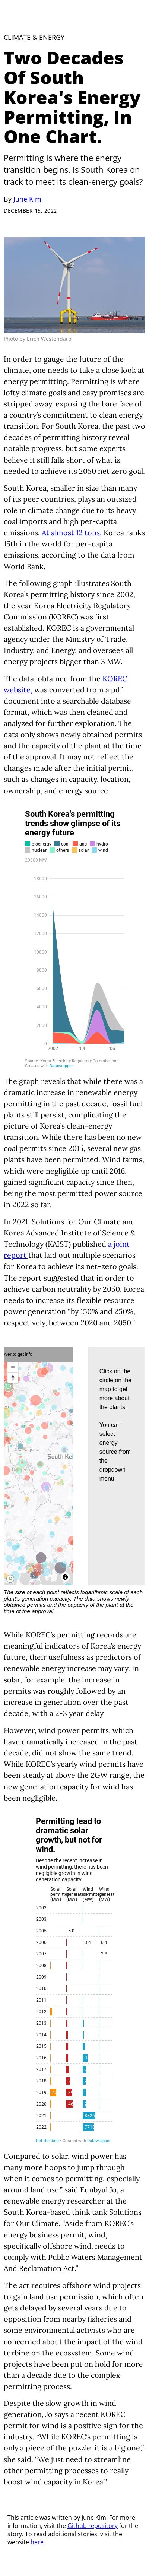 CLIMATE & ENERGY
Two Decades
Of South
Korea's Energy
Permitting, In
One Chart.
Permitting is where the energy
transition begins. Is South Korea on
track to meet its clean-energy goals?
By June Kim
DECEMBER 15, 2022
Photo by Erich Westendarp
In order to gauge the future of the
climate, one needs to take a close look at
energy permitting. Permitting is where
lofty climate goals and easy promises are
stripped away, exposing the bare face of
a country's commitment to the clean
energy transition. For South Korea, the past two
decades of permitting history reveal
notable progress, but some experts
believe it still falls short of what is
needed to achieve its 2050 net zero goal.
South Korea, smaller in size than many
of its peer countries, plays an outsized
role in climate change with its heavy
coal imports and high per-capita
emissions. At almost 12 tons, Korea ranks
15th in the world for per-capita
emissions, according to the data from
World Bank.
The following graph illustrates South
Korea's permitting history since 2002,
the year Korea Electricity Regulatory
Commission (KOREC) was first
established. KOREC is a governmental
agency under the Ministry of Trade,
Industry, and Energy, which permits all
energy projects bigger than 3 MW.
The data, obtained from the KOREC
website, was converted from a pdf
document into a searchable database
format, which was then cleaned and
analyzed for this story. Further, the
data only shows the approved permits
and the capacity of the plant at the time
of the approval. It may not reflect the
changes made after the initial permit,
such as changes in capacity, location,
ownership, and energy source.
South Korea's permitting
trends show glimpse of its
energy future
bioenergy coal gas hydro
nuclear others solar wind
20000 MW
18000
16000
14000
12000
10000
8000
6000
4000
2000
0
2002 '04 '06
Source: Korea Electricity Regulatory Commission •
Created with Datawrapper
The graph reveals that while there was a
dramatic increase in renewable energy
permitting in the past decade, fossil fuel
plants still persist, complicating the
picture of Korea's clean-energy
transition. While there has been no new
coal permits since 2015, several new gas
plants have been permitted. Wind farms,
which were negligible up until 2016,
gained significant capacity since then,
being the most permitted energy source
in 2022 so far.
In 2021, Solutions for Our Climate and
Korea Advanced Institute of Science &
Technology (KAIST) published a joint
report that laid out multiple scenarios
for South Korea to meet its climate goals.
The report suggested that in order to
achieve carbon neutrality by 2050, Korea
needs to increase its flexible resource
power generation "by 150% and 250%,
respectively, between 2020 and 2050."
over to get info
South Kor
Click on the
circle on the
map to get
more about
the plants.
You can
select
energy
source from
the
dropdown
menu.
The size of each point reflects logarithmic scale of each
plant's generation capacity. The data shows newly
approved permits and the capacity of the plant at the
time of the approval.
While KOREC's permitting records are
meaningful indicators of Korea's energy
future, their usefulness as predictors of
renewable energy increase may vary. In
solar, for example, the increase in
permits was roughly followed by an
increase in generation over the past
decade, with a 2-3 year delay
However, wind power permits, which
have dramatically increased in the past
decade, did not show the same trend.
While KOREC's yearly wind permits have
been steady at above the 2GW range, the
new generation capacity for wind has
been negligible.
Permitting lead to
dramatic solar
growth, but not for
wind.
Despite the recent increase in
wind permitting, there has been
negligible growth in wind
generation capacity.
2002
2003
2005 5.0
2006 3.4 6.4
2007 2.8
2008
2009
2010
2011
2012
2013
2014
2015
2016
2017
2018
2019
2020
2021
2022
Get the data • Created with Datawrapper
Compared to solar, wind power has
many more hoops to jump through
when it comes to permitting, especially
around land use," said Eunbyul Jo, a
renewable energy researcher at the
South Korea-based think tank Solutions
for Our Climate. "Aside from KOREC's
energy business permit, wind,
specifically offshore wind, needs to
comply with Public Waters Management
And Reclamation Act."
The act requires offshore wind projects
to gain land use permission, which often
gets delayed by several years due to
opposition from nearby fisheries and
some environmental activists who are
concerned about the impact of the wind
turbine on the ecosystem. Some wind
projects have been put on hold for more
than a decade due to the complex
permitting process.
Despite the slow growth in wind
generation, Jo says a recent KOREC
permit for wind is a positive sign for the
industry. "While KOREC's permitting is
only a piece of the puzzle, it is a big one,"
she said, "We just need to streamline
other permitting processes to really
boost wind capacity in Korea."
This article was written by June Kim. For more
information, visit the Github repository for the
story. To read additional stories, visit the
website here.